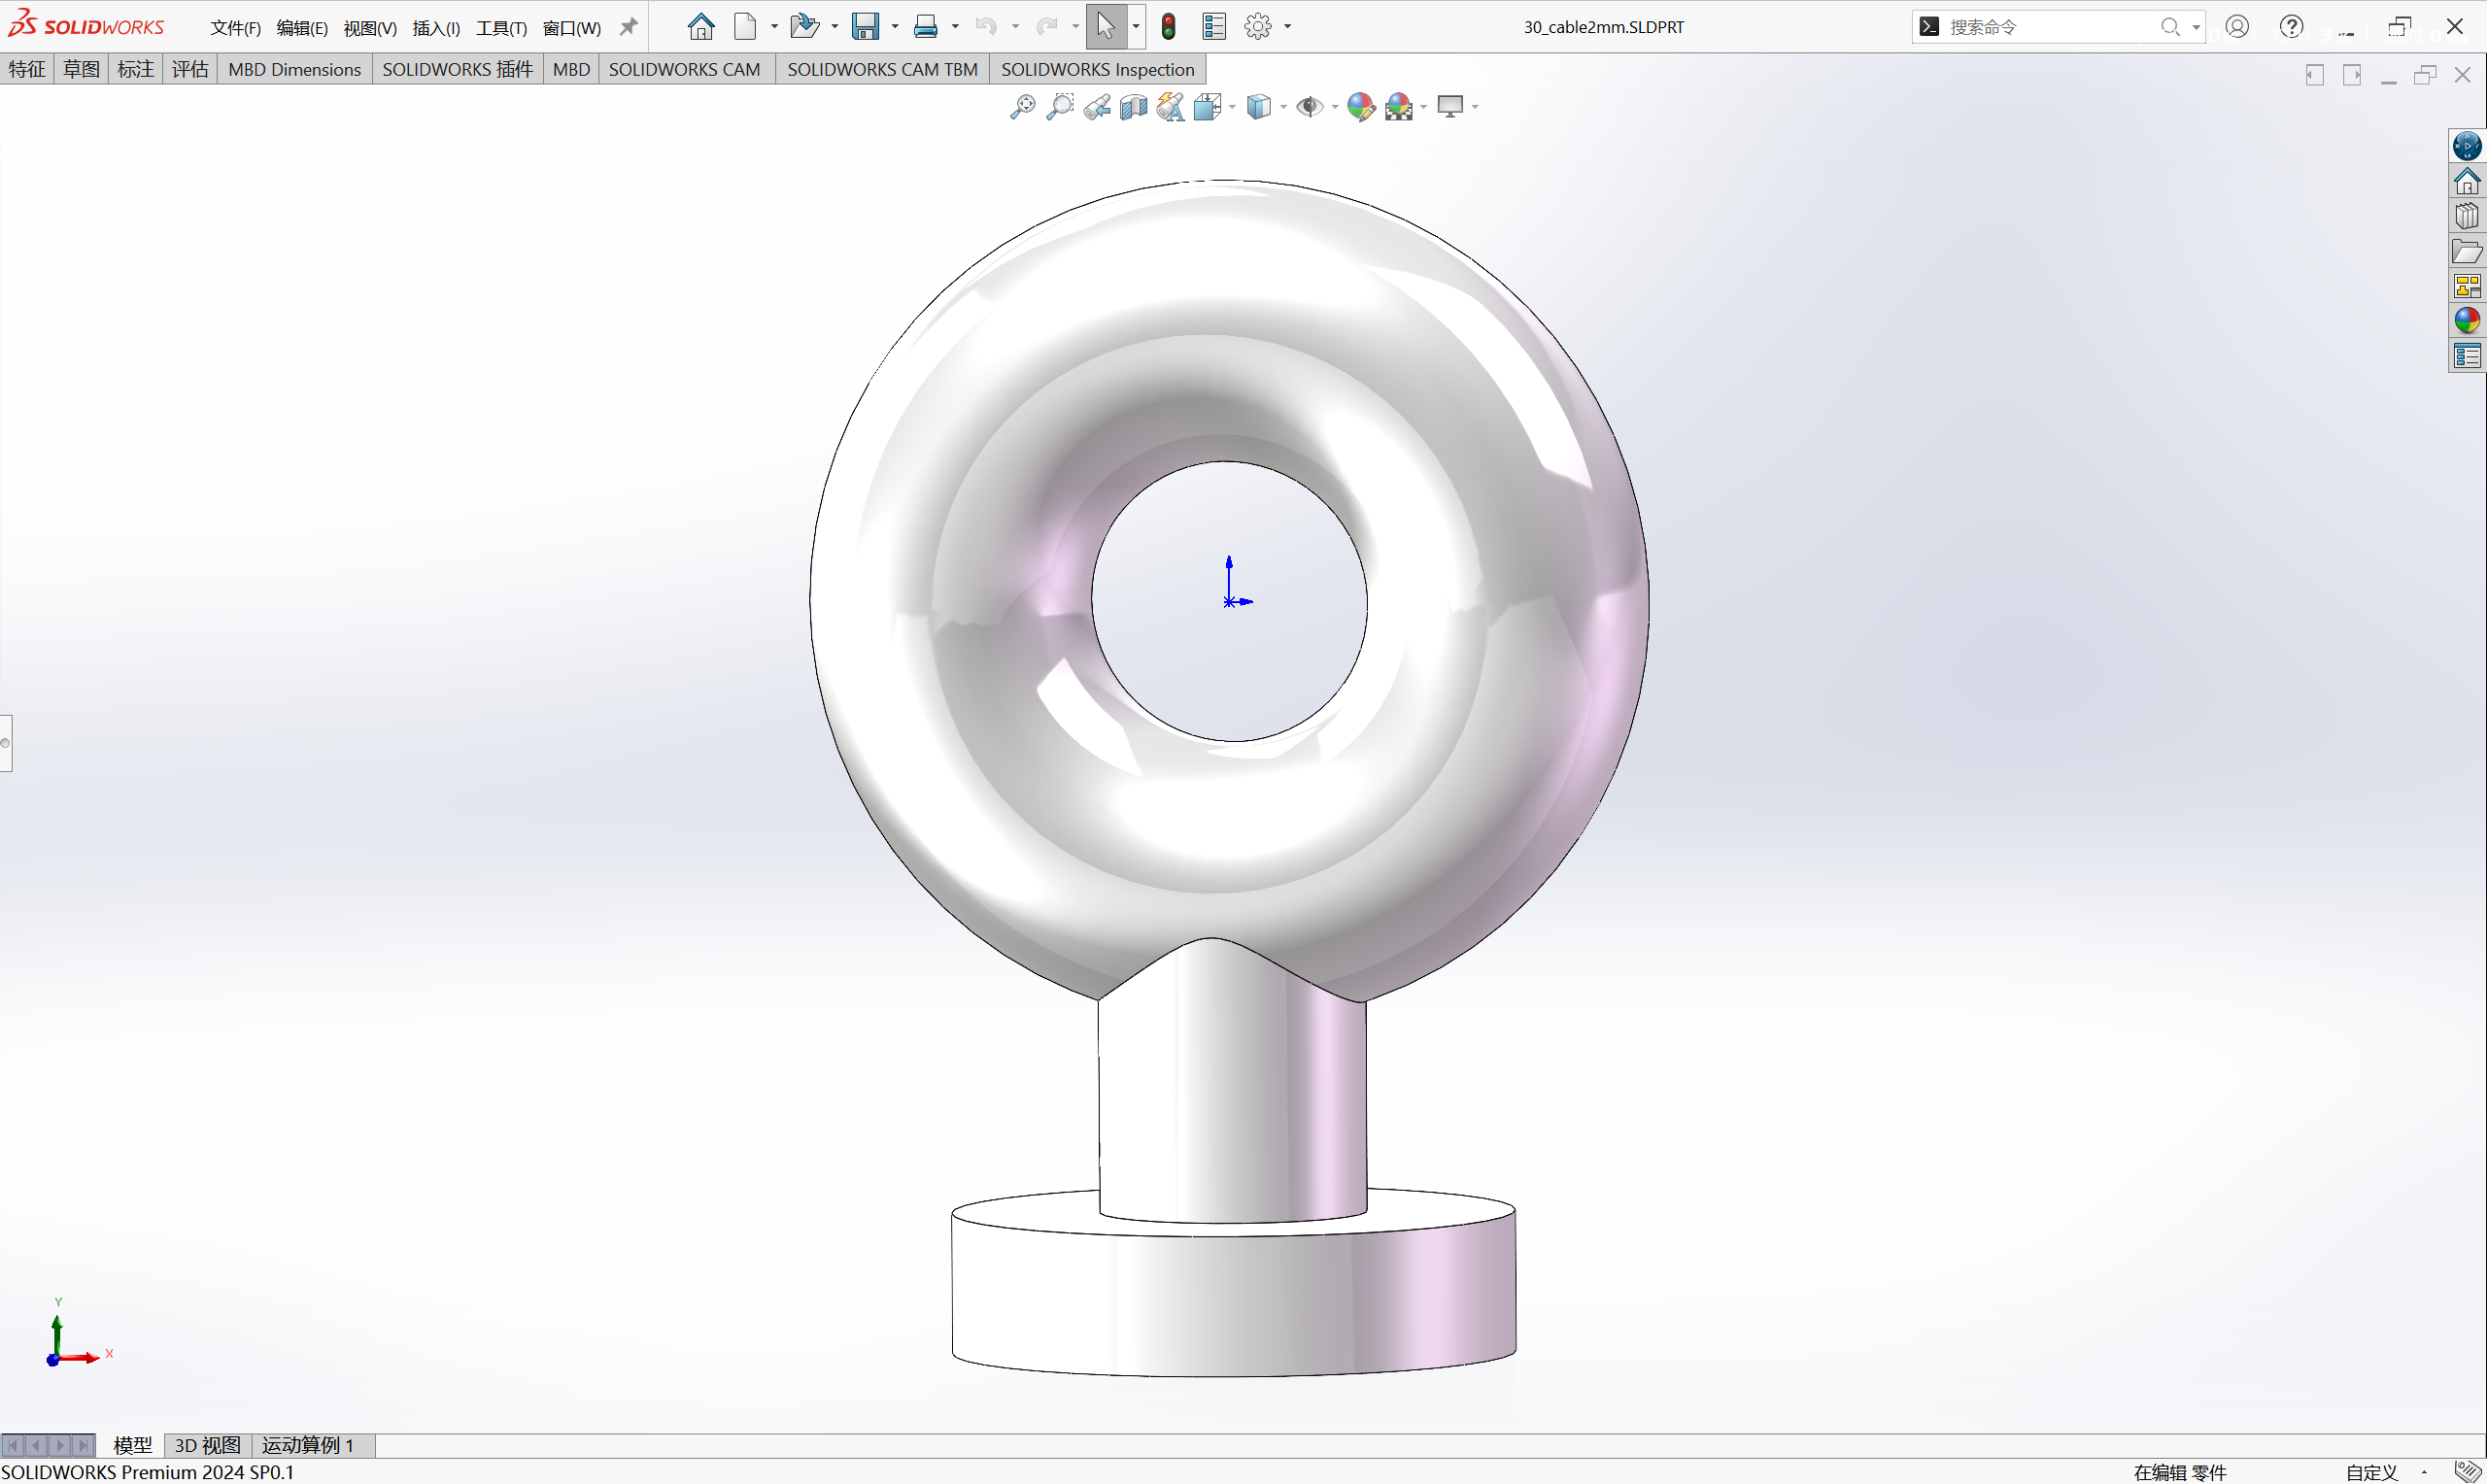 SOLIDWORKS 文件(F) 编辑(E) 视图(V) 插入(I) 工具(T) 窗口(W) 30_cable2mm.SLDPRT 搜索命令
特征 草图 标注 评估 MBD Dimensions SOLIDWORKS 插件 MBD SOLIDWORKS CAM SOLIDWORKS CAM TBM SOLIDWORKS Inspection
Y
X
模型 3D 视图 运动算例 1
SOLIDWORKS Premium 2024 SP0.1 在编辑 零件 自定义